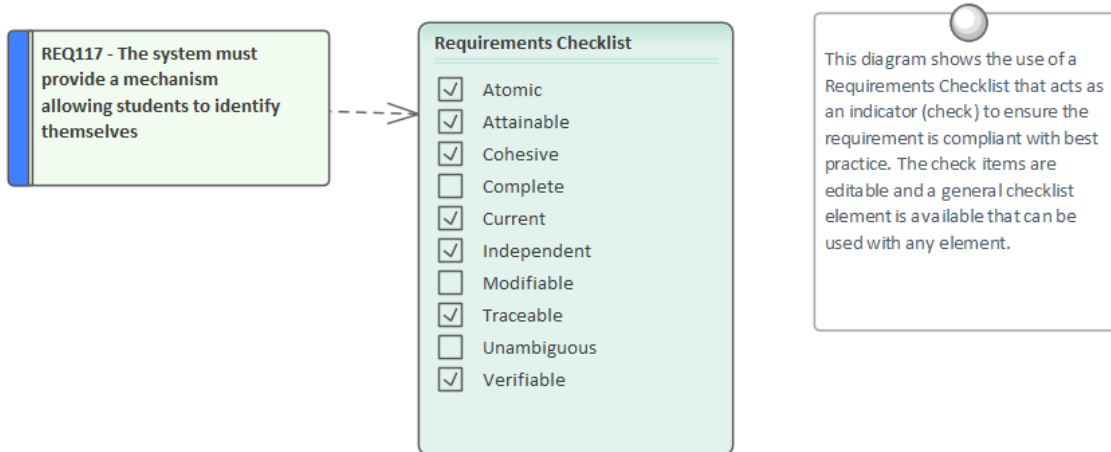 REQ117 - The system must
provide a mechanism
allowing students to identify
themselves
Requirements Checklist
Atomic
Attainable
Cohesive
Complete
Current
Independent
Modifiable
Traceable
Unambiguous
Verifiable
This diagram shows the use of a
Requirements Checklist that acts as
an indicator (check) to ensure the
requirement is compliant with best
practice. The check items are
editable and a general checklist
element is available that can be
used with any element.